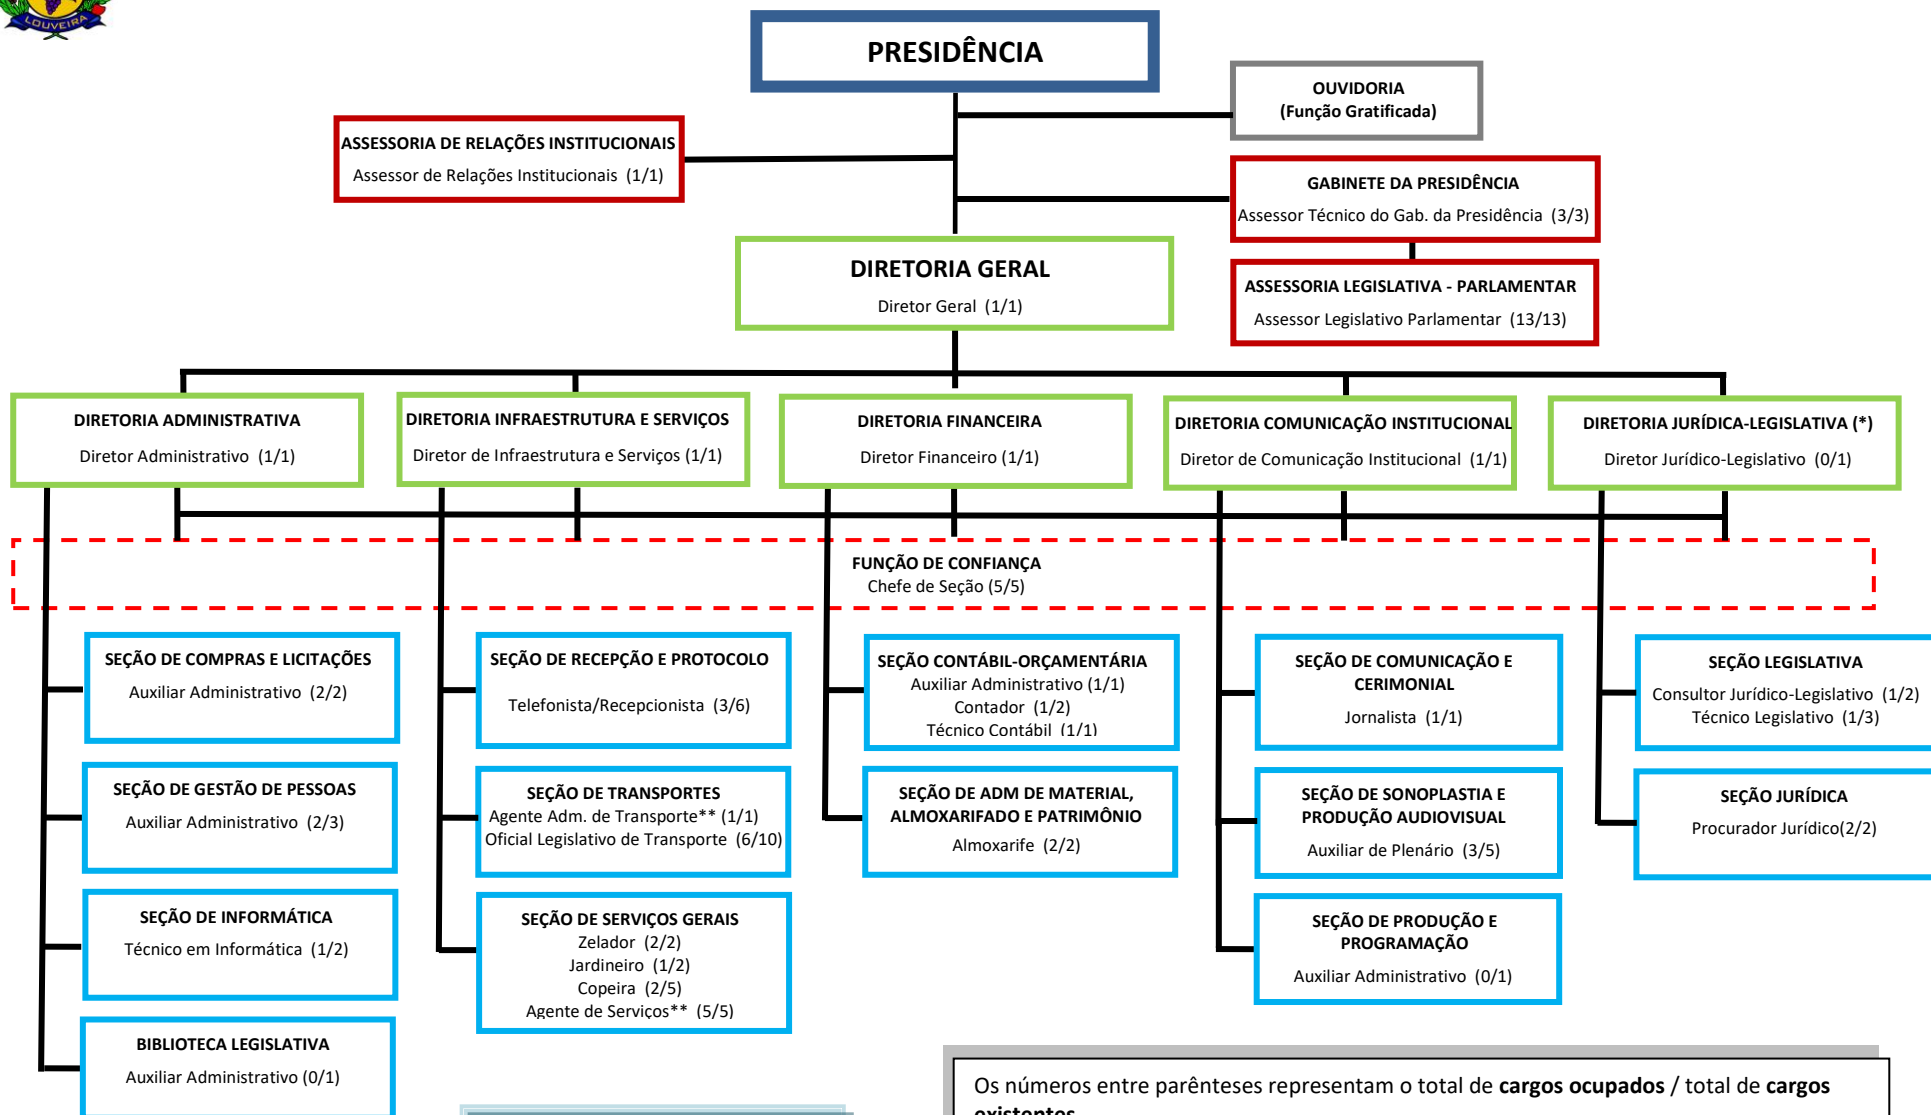 LOUVEIRA
PRESIDÊNCIA
OUVIDORIA
(Função Gratificada)
ASSESSORIA DE RELAÇÕES INSTITUCIONAIS
Assessor de Relações Institucionais (1/1)
GABINETE DA PRESIDÊNCIA
Assessor Técnico do Gab. da Presidência (3/3)
DIRETORIA GERAL
Diretor Geral (1/1)
ASSESSORIA LEGISLATIVA - PARLAMENTAR
Assessor Legislativo Parlamentar (13/13)
DIRETORIA ADMINISTRATIVA
Diretor Administrativo (1/1)
DIRETORIA INFRAESTRUTURA E SERVIÇOS
Diretor de Infraestrutura e Serviços (1/1)
DIRETORIA FINANCEIRA
Diretor Financeiro (1/1)
DIRETORIA COMUNICAÇÃO INSTITUCIONAL
Diretor de Comunicação Institucional (1/1)
DIRETORIA JURÍDICA-LEGISLATIVA (*)
Diretor Jurídico-Legislativo (0/1)
FUNÇÃO DE CONFIANÇA
Chefe de Seção (5/5)
SEÇÃO DE COMPRAS E LICITAÇÕES
Auxiliar Administrativo (2/2)
SEÇÃO DE GESTÃO DE PESSOAS
Auxiliar Administrativo (2/3)
SEÇÃO DE INFORMÁTICA
Técnico em Informática (1/2)
BIBLIOTECA LEGISLATIVA
Auxiliar Administrativo (0/1)
SEÇÃO DE RECEPÇÃO E PROTOCOLO
Telefonista/Recepcionista (3/6)
SEÇÃO DE TRANSPORTES
Agente Adm. de Transporte** (1/1)
Oficial Legislativo de Transporte (6/10)
SEÇÃO DE SERVIÇOS GERAIS
Zelador (2/2)
Jardineiro (1/2)
Copeira (2/5)
Agente de Serviços** (5/5)
SEÇÃO CONTÁBIL-ORÇAMENTÁRIA
Auxiliar Administrativo (1/1)
Contador (1/2)
Técnico Contábil (1/1)
SEÇÃO DE ADM DE MATERIAL,
ALMOXARIFADO E PATRIMÔNIO
Almoxarife (2/2)
SEÇÃO DE COMUNICAÇÃO E
CERIMONIAL
Jornalista (1/1)
SEÇÃO DE SONOPLASTIA E
PRODUÇÃO AUDIOVISUAL
Auxiliar de Plenário (3/5)
SEÇÃO DE PRODUÇÃO E
PROGRAMAÇÃO
Auxiliar Administrativo (0/1)
SEÇÃO LEGISLATIVA
Consultor Jurídico-Legislativo (1/2)
Técnico Legislativo (1/3)
SEÇÃO JURÍDICA
Procurador Jurídico(2/2)
Os números entre parênteses representam o total de cargos ocupados / total de cargos
existentes